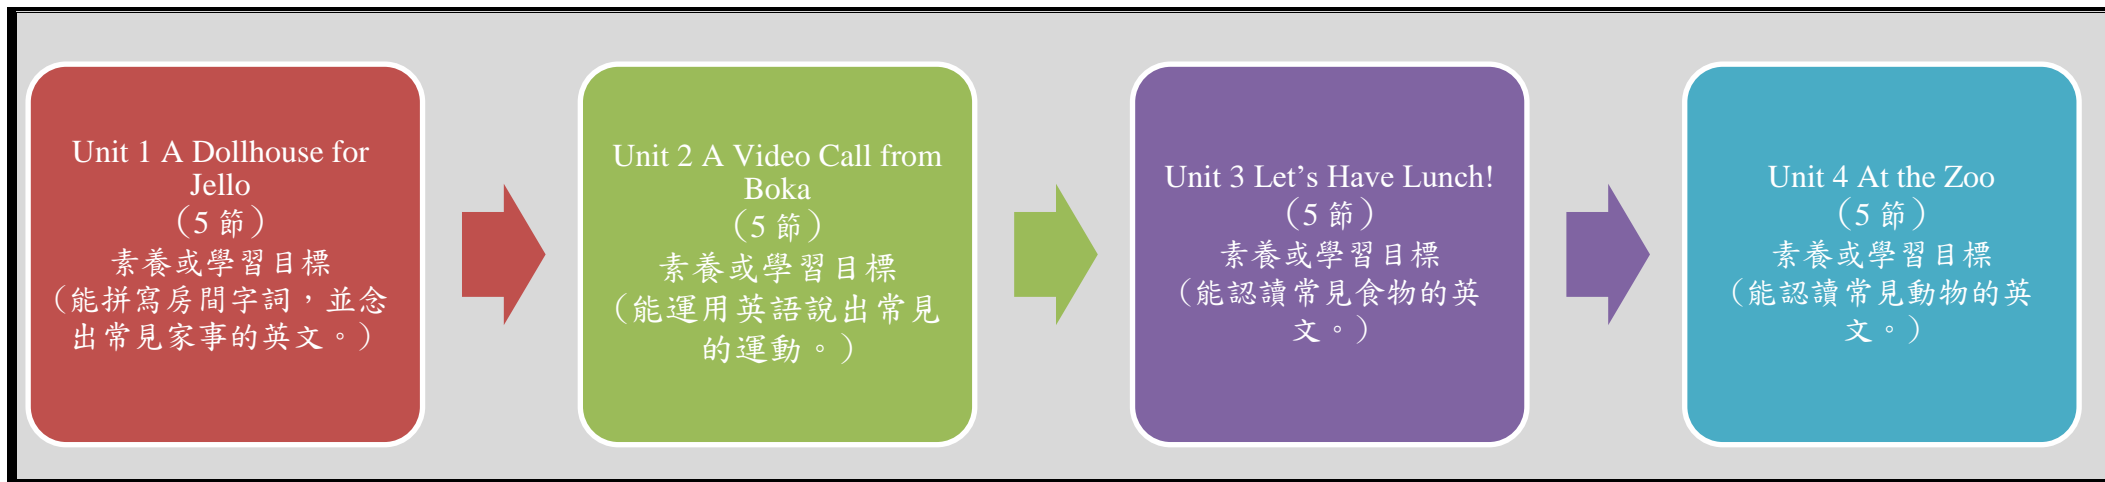 Unit 1 A Dollhouse for
Jello
（5 節）
素養或學習目標
（能拼寫房間字詞，並念
出常見家事的英文。）
Unit 2 A Video Call from
Boka
（5 節）
素養或學習目標
（能運用英語說出常見
的運動。）
Unit 3 Let’s Have Lunch!
（5 節）
素養或學習目標
（能認讀常見食物的英
文。）
Unit 4 At the Zoo
（5 節）
素養或學習目標
（能認讀常見動物的英
文。）